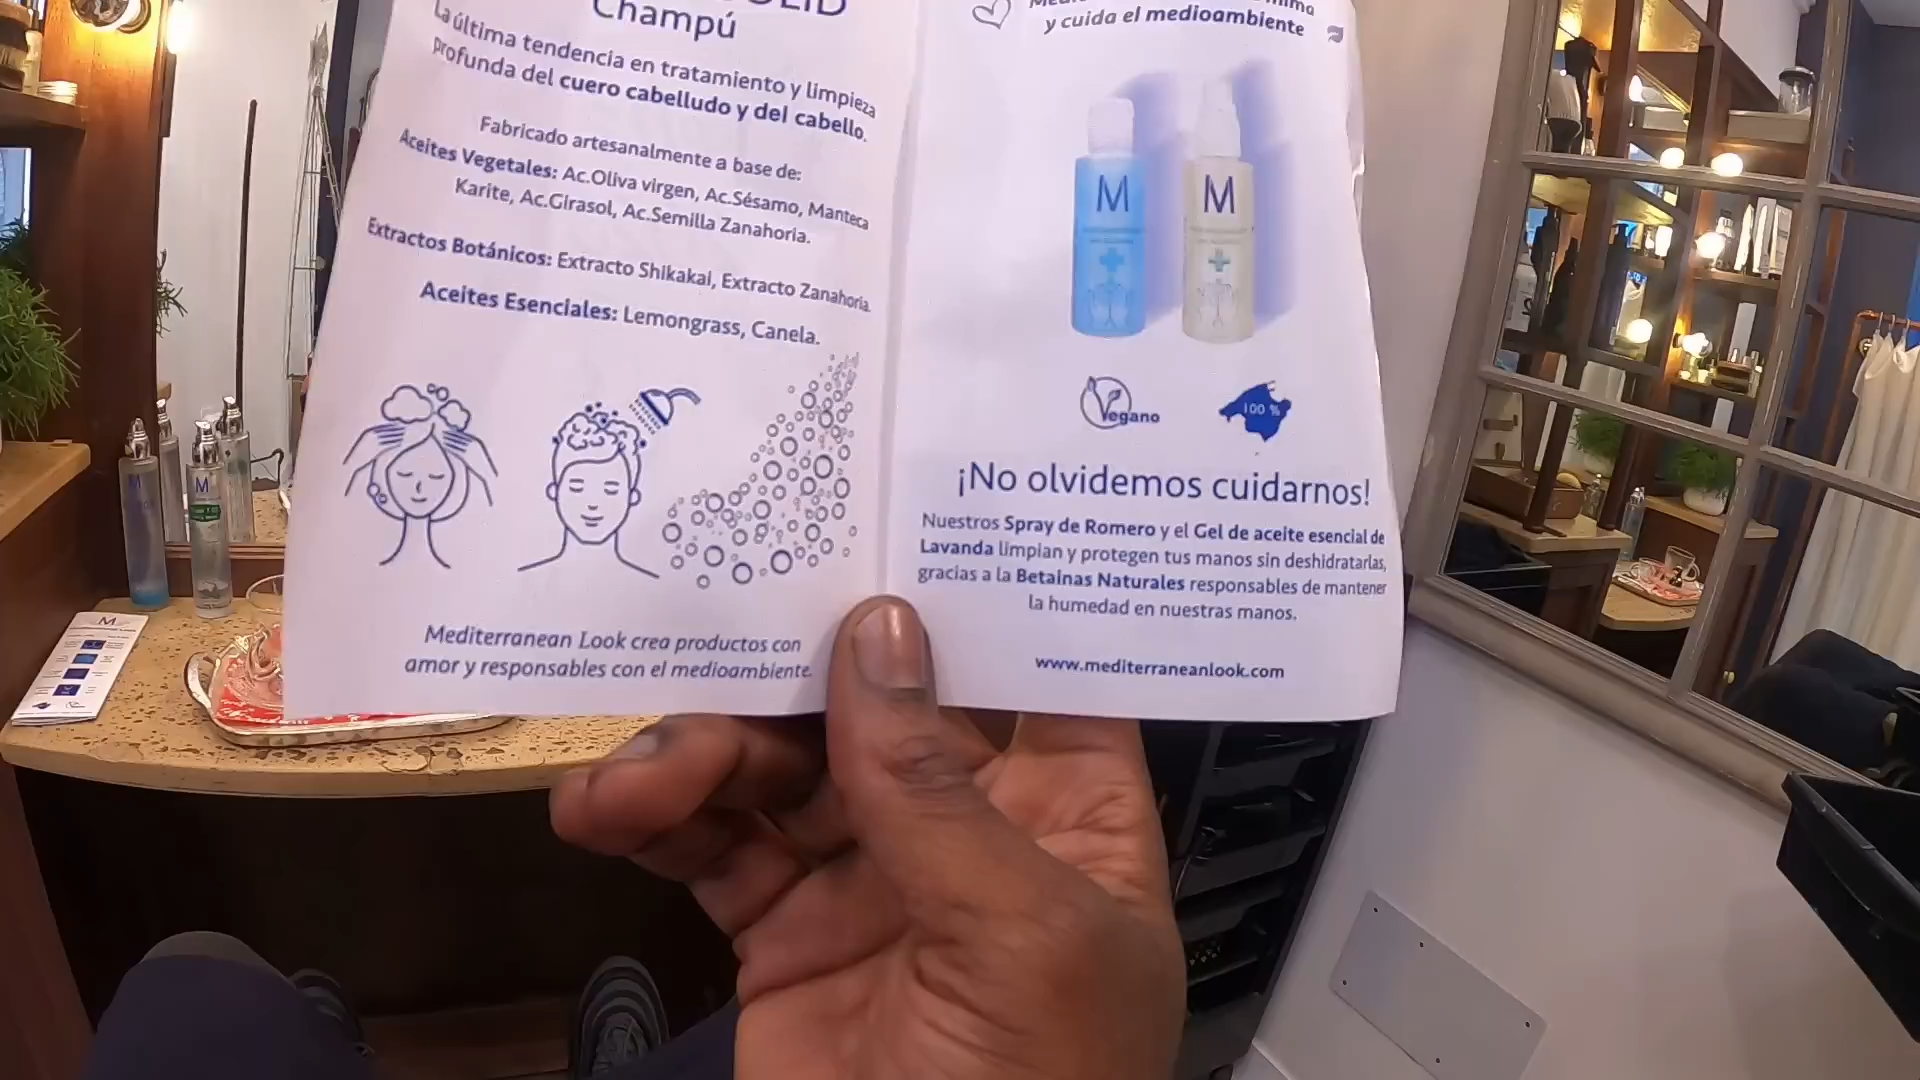 Champú
La última tendencia en tratamiento y limpieza
profunda del cuero cabelludo y del cabello.
Fabricado artesanalmente a base de:
Aceites Vegetales: Ac.Oliva virgen, Ac.Sésamo, Manteca
Karite, Ac.Girasol, Ac.Semilla Zanahoria.
Extractos Botánicos: Extracto Shikakai, Extracto Zanahoria.
Aceites Esenciales: Lemongrass, Canela.
Mediterranean Look crea productos con
amor y responsables con el medioambiente.
y cuida el medioambiente
M
M
Vegano
100 %
¡No olvidemos cuidarnos!
Nuestros Spray de Romero y el Gel de aceite esencial de
Lavanda limpian y protegen tus manos sin deshidratarlas,
gracias a la Betainas Naturales responsables de mantener
la humedad en nuestras manos.
www.mediterraneanlook.com
M
M
M